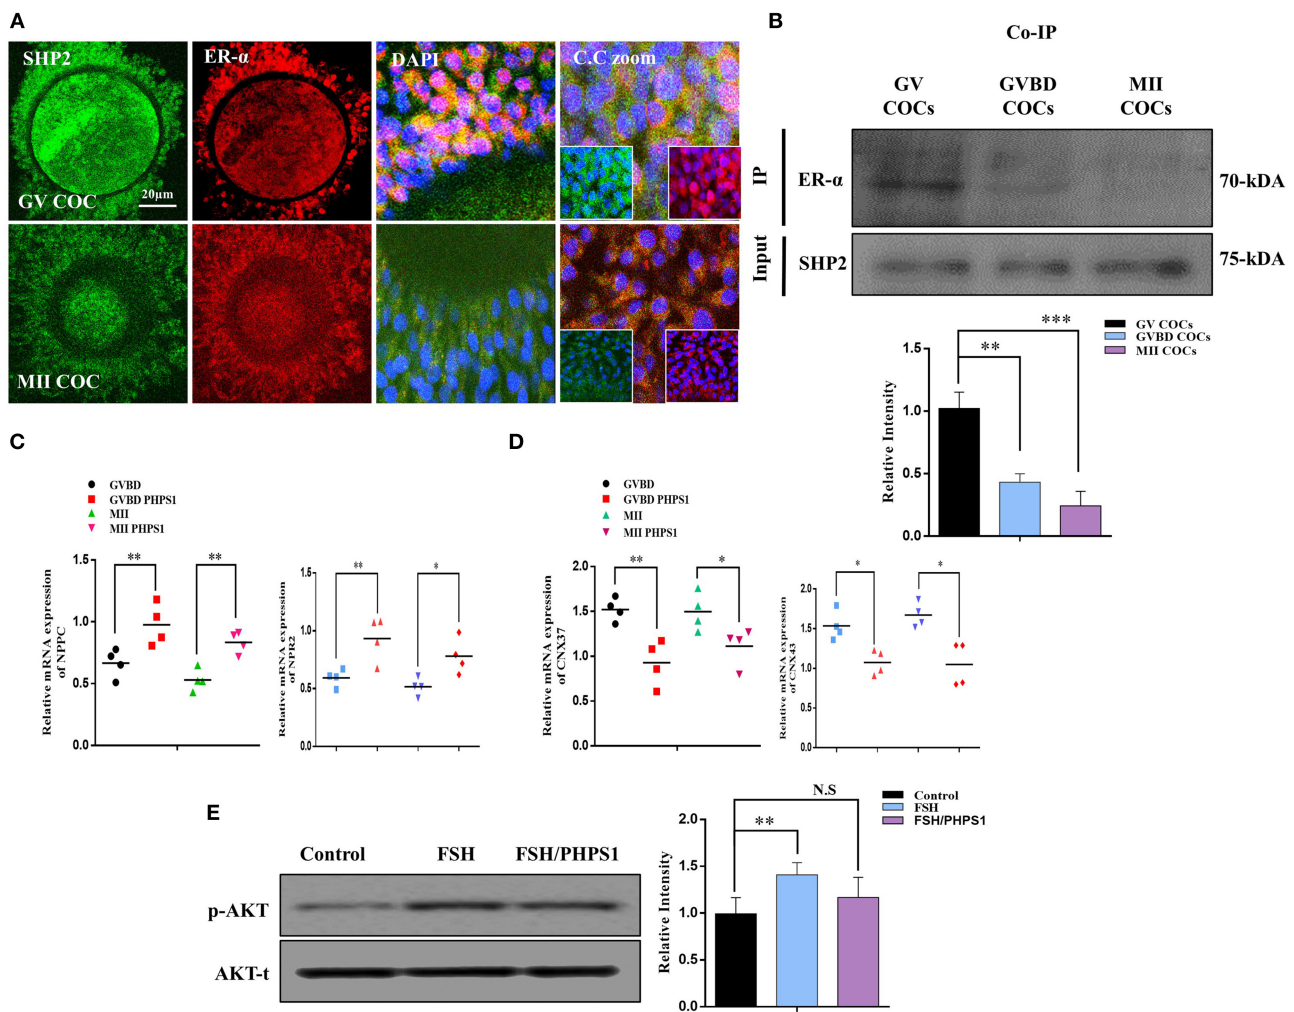 A
SHP2
ER-α
DAPI
C.C zoom
GV COC
20μm
MII COC
B
Co-IP
GV COCs
GVBD COCs
MII COCs
IP
ER-α
70-kDA
Input
SHP2
75-kDA
***
**
GV COCs
GVBD COCs
MII COCs
Relative Intensity
1.5
1.0
0.5
0.0
C
GVBD
GVBD PHPS1
MII
MII PHPS1
Relative mRNA expression of NPPC
1.5
1.0
0.5
0.0
**
**
Relative mRNA expression of NPR2
1.5
1.0
0.5
0.0
**
*
D
GVBD
GVBD PHPS1
MII
MII PHPS1
Relative mRNA expression of CNX37
2.0
1.5
1.0
0.5
0.0
**
*
Relative mRNA expression of CNX43
2.0
1.5
1.0
1.5
0.0
*
*
E
Control
FSH
FSH/PHPS1
p-AKT
AKT-t
N.S
**
Control
FSH
FSH/PHPS1
Relative Intensity
2.0
1.5
1.0
0.5
0.0